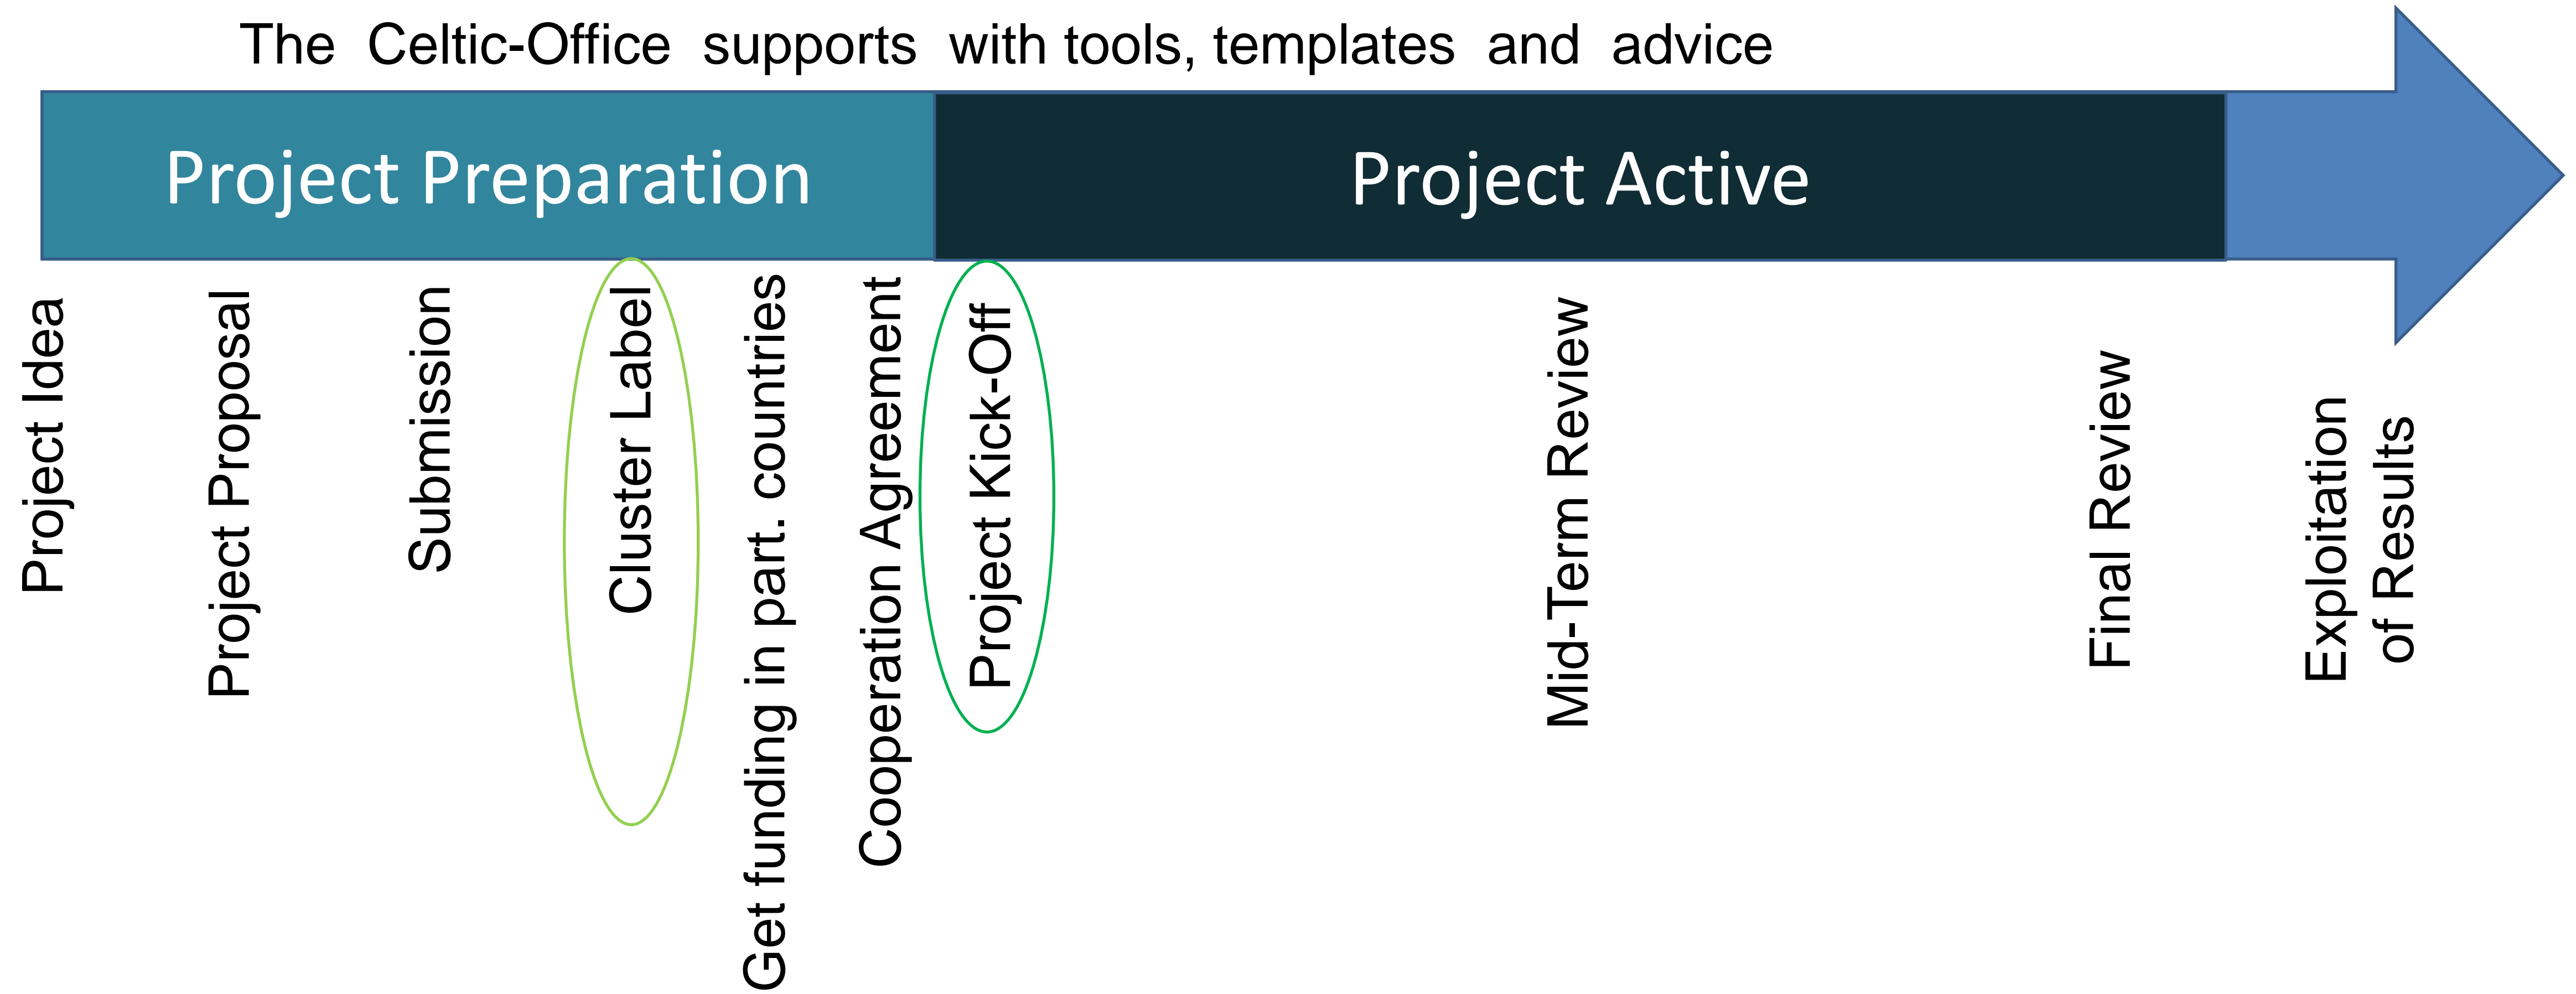 The Celtic-Office supports with tools, templates and advice
Project Preparation
Project Active
Project Idea
Project Proposal
Submission
Cluster Label
Get funding in part. countries
Cooperation Agreement
Project Kick-Off
Mid-Term Review
Final Review
Exploitation
of Results